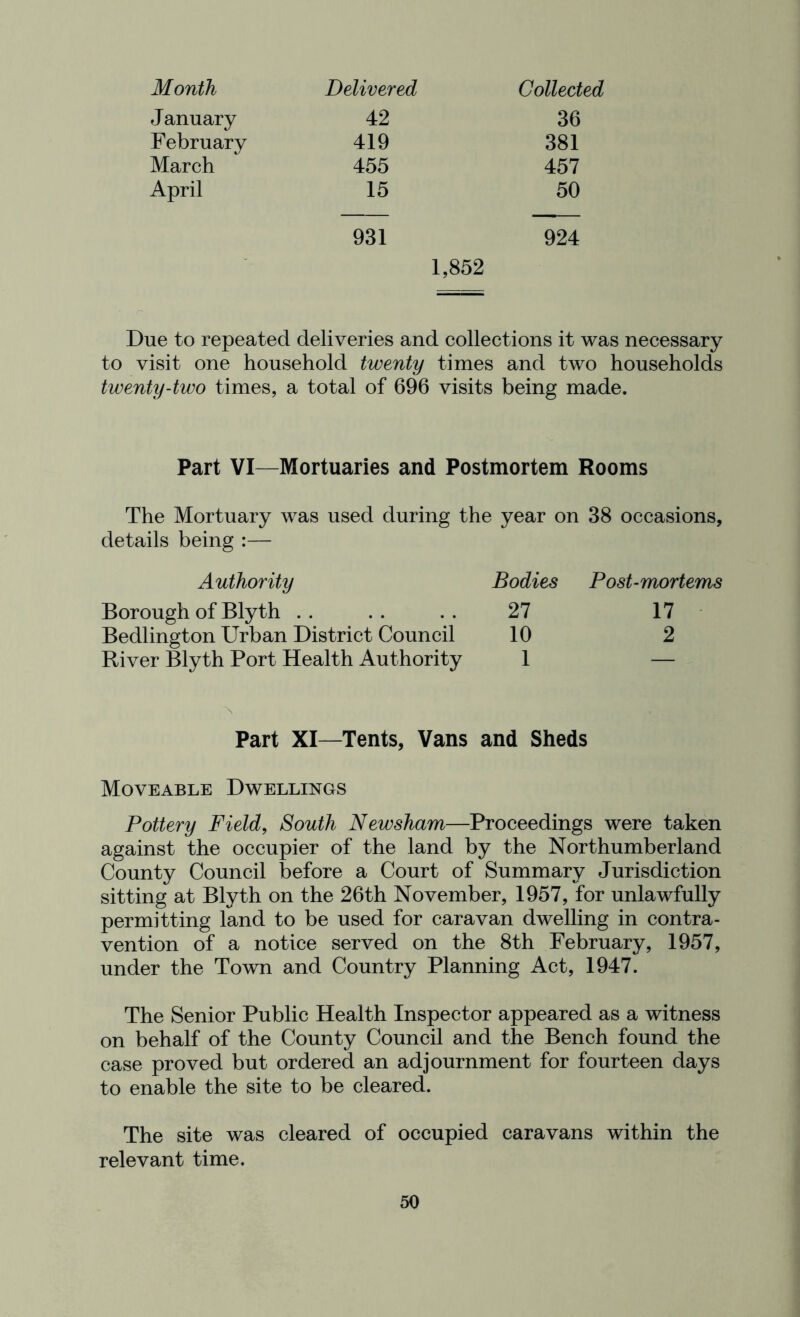 Month Delivered Collected
January 42 36
February 419 381
March 455 457
April 15 50
931 924
1,852
Due to repeated deliveries and collections it was necessary
to visit one household twenty times and two households
twenty-two times, a total of 696 visits being made.
Part VI—Mortuaries and Postmortem Rooms
The Mortuary was used during the year on 38 occasions,
details being :—
Authority Bodies Post-mortems
Borough of Blyth .. .. .. 27 17
Bedlington Urban District Council 10 2
River Blyth Port Health Authority 1 —
Part XI—Tents, Vans and Sheds
Moveable Dwellings
Pottery Field, South Newsham—Proceedings were taken
against the occupier of the land by the Northumberland
County Council before a Court of Summary Jurisdiction
sitting at Blyth on the 26th November, 1957, for unlawfully
permitting land to be used for caravan dwelling in contra-
vention of a notice served on the 8th February, 1957,
under the Town and Country Planning Act, 1947.
The Senior Public Health Inspector appeared as a witness
on behalf of the County Council and the Bench found the
case proved but ordered an adjournment for fourteen days
to enable the site to be cleared.
The site was cleared of occupied caravans within the
relevant time.
50